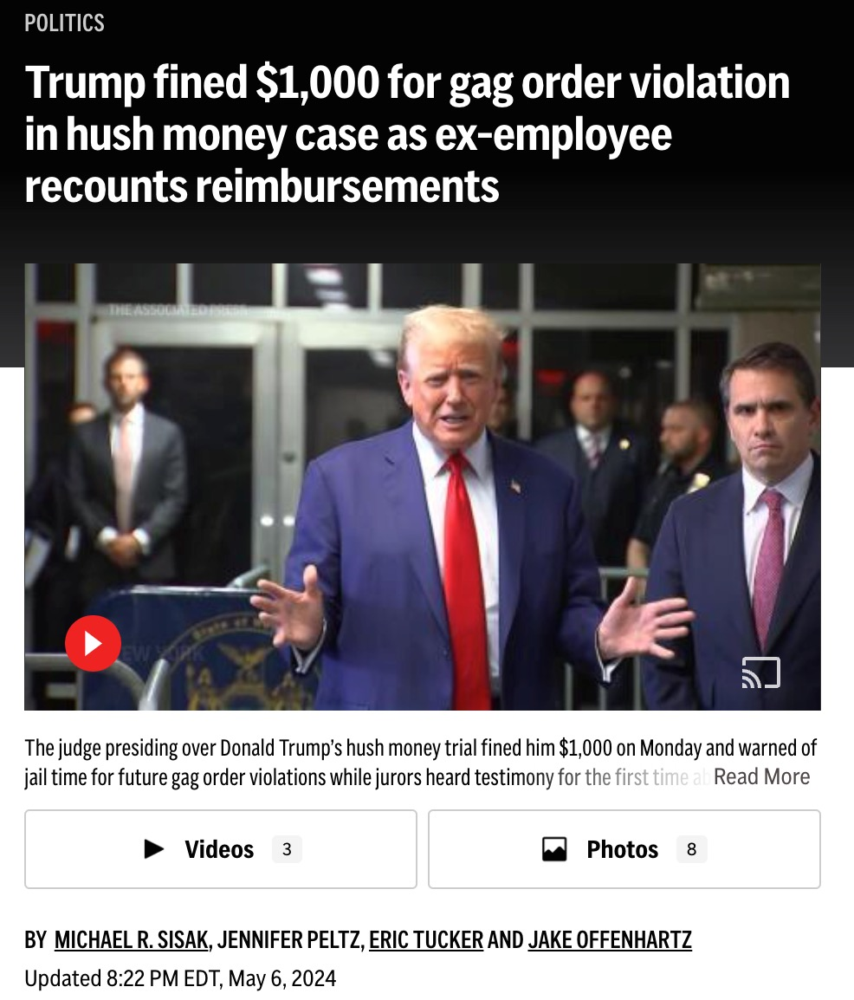 POLITICS
Trump fined $1,000 for gag order violation
in hush money case as ex-employee
recounts reimbursements
THE ASSOCIATED PRESS
NEW YORK
State of
The judge presiding over Donald Trump’s hush money trial fined him $1,000 on Monday and warned of
jail time for future gag order violations while jurors heard testimony for the first time Read More
Videos 3
Photos 8
BY MICHAEL R. SISAK, JENNIFER PELTZ, ERIC TUCKER AND JAKE OFFENHARTZ
Updated 8:22 PM EDT, May 6, 2024